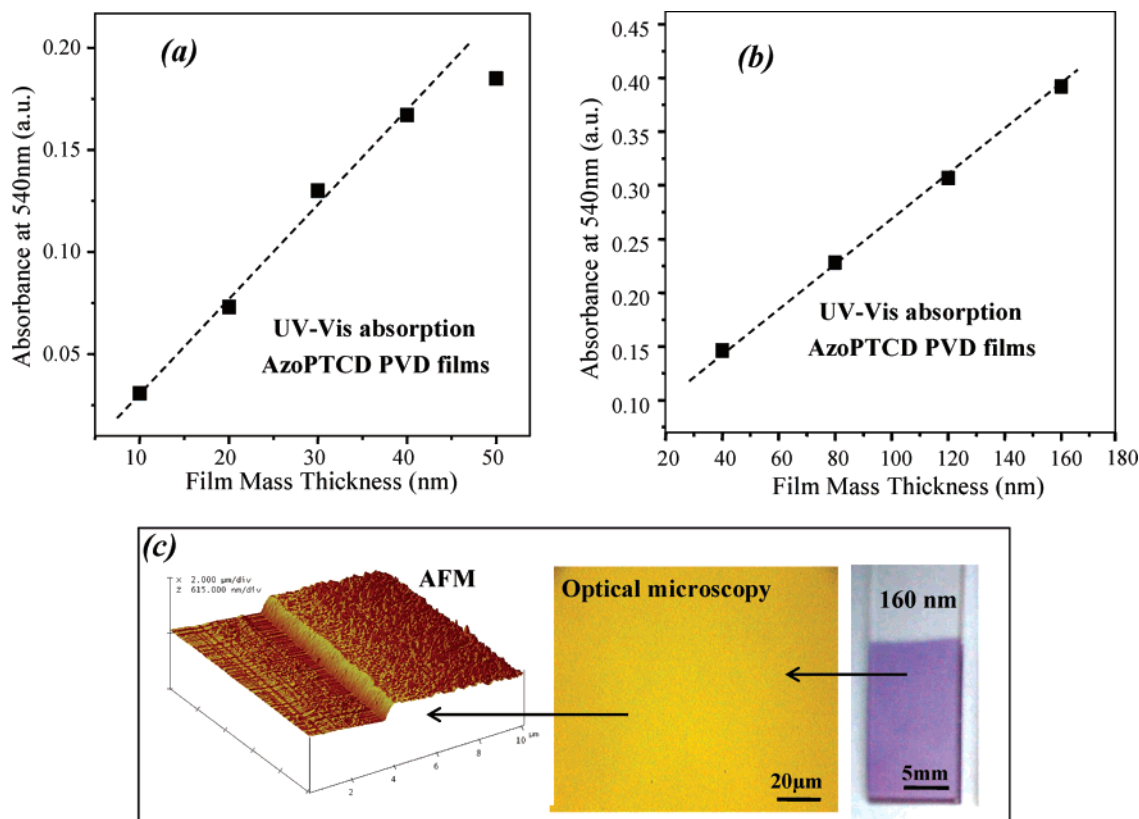 (a)
0.20
0.15
0.10
0.05
Absorbance at 540nm (a.u.)
UV-Vis absorption
AzoPTCD PVD films
10 20 30 40 50
Film Mass Thickness (nm)
(b)
0.45
0.40
0.35
0.30
0.25
0.20
0.15
0.10
Absorbance at 540nm (a.u.)
UV-Vis absorption
AzoPTCD PVD films
20 40 60 80 100 120 140 160 180
Film Mass Thickness (nm)
(c)
X 2.000 µm/div
Z 615.000 nm/div
AFM
2 4 6 8 10 µm
Optical microscopy
20µm
160 nm
5mm